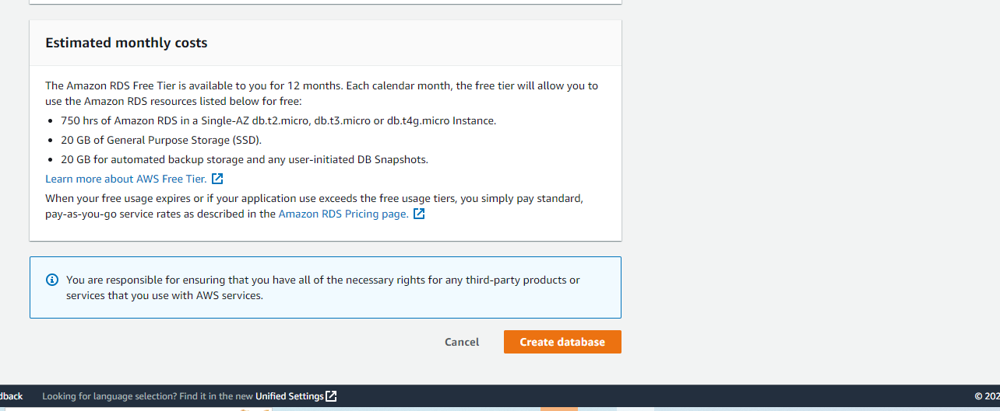 Estimated monthly costs
The Amazon RDS Free Tier is available to you for 12 months. Each calendar month, the free tier will allow you to
use the Amazon RDS resources listed below for free:
• 750 hrs of Amazon RDS in a Single-AZ db.t2.micro, db.t3.micro or db.t4g.micro Instance.
• 20 GB of General Purpose Storage (SSD).
• 20 GB for automated backup storage and any user-initiated DB Snapshots.
Learn more about AWS Free Tier.
When your free usage expires or if your application use exceeds the free usage tiers, you simply pay standard,
pay-as-you-go service rates as described in the Amazon RDS Pricing page.
You are responsible for ensuring that you have all of the necessary rights for any third-party products or
services that you use with AWS services.
Cancel Create database
dback Looking for language selection? Find it in the new Unified Settings © 202